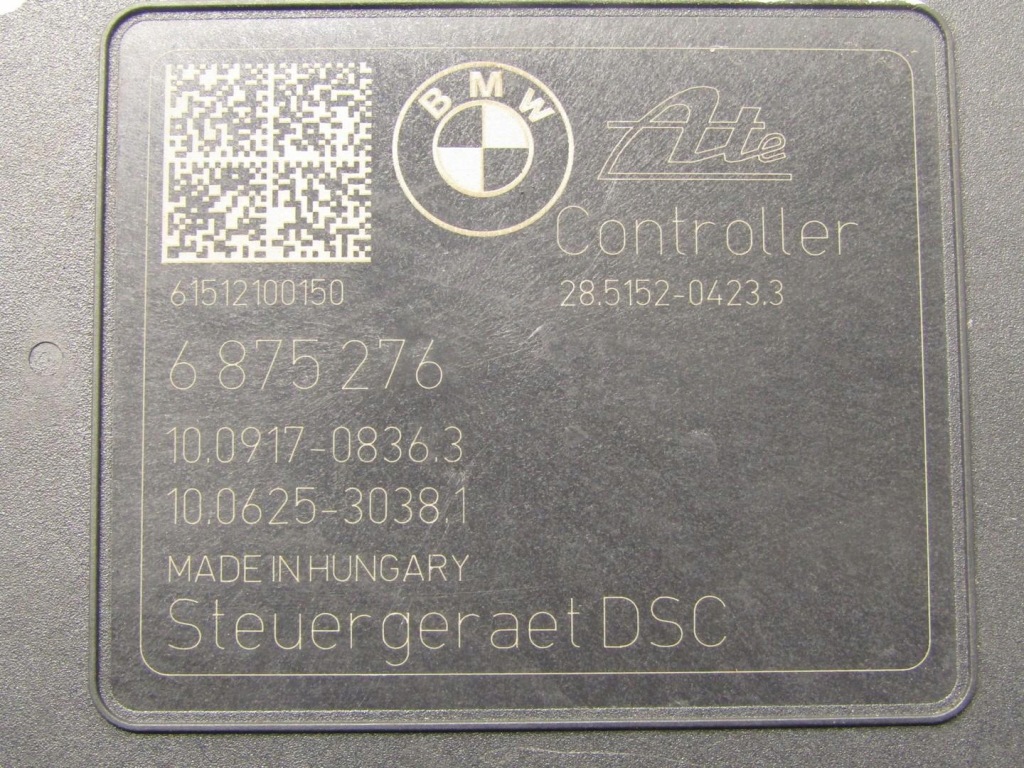 BMW
Ate
Controller
61512100150
28.5152-0423.3
6 875 276
10.0917-0836.3
10.0625-3038.1
MADE IN HUNGARY
Steuergeraet DSC